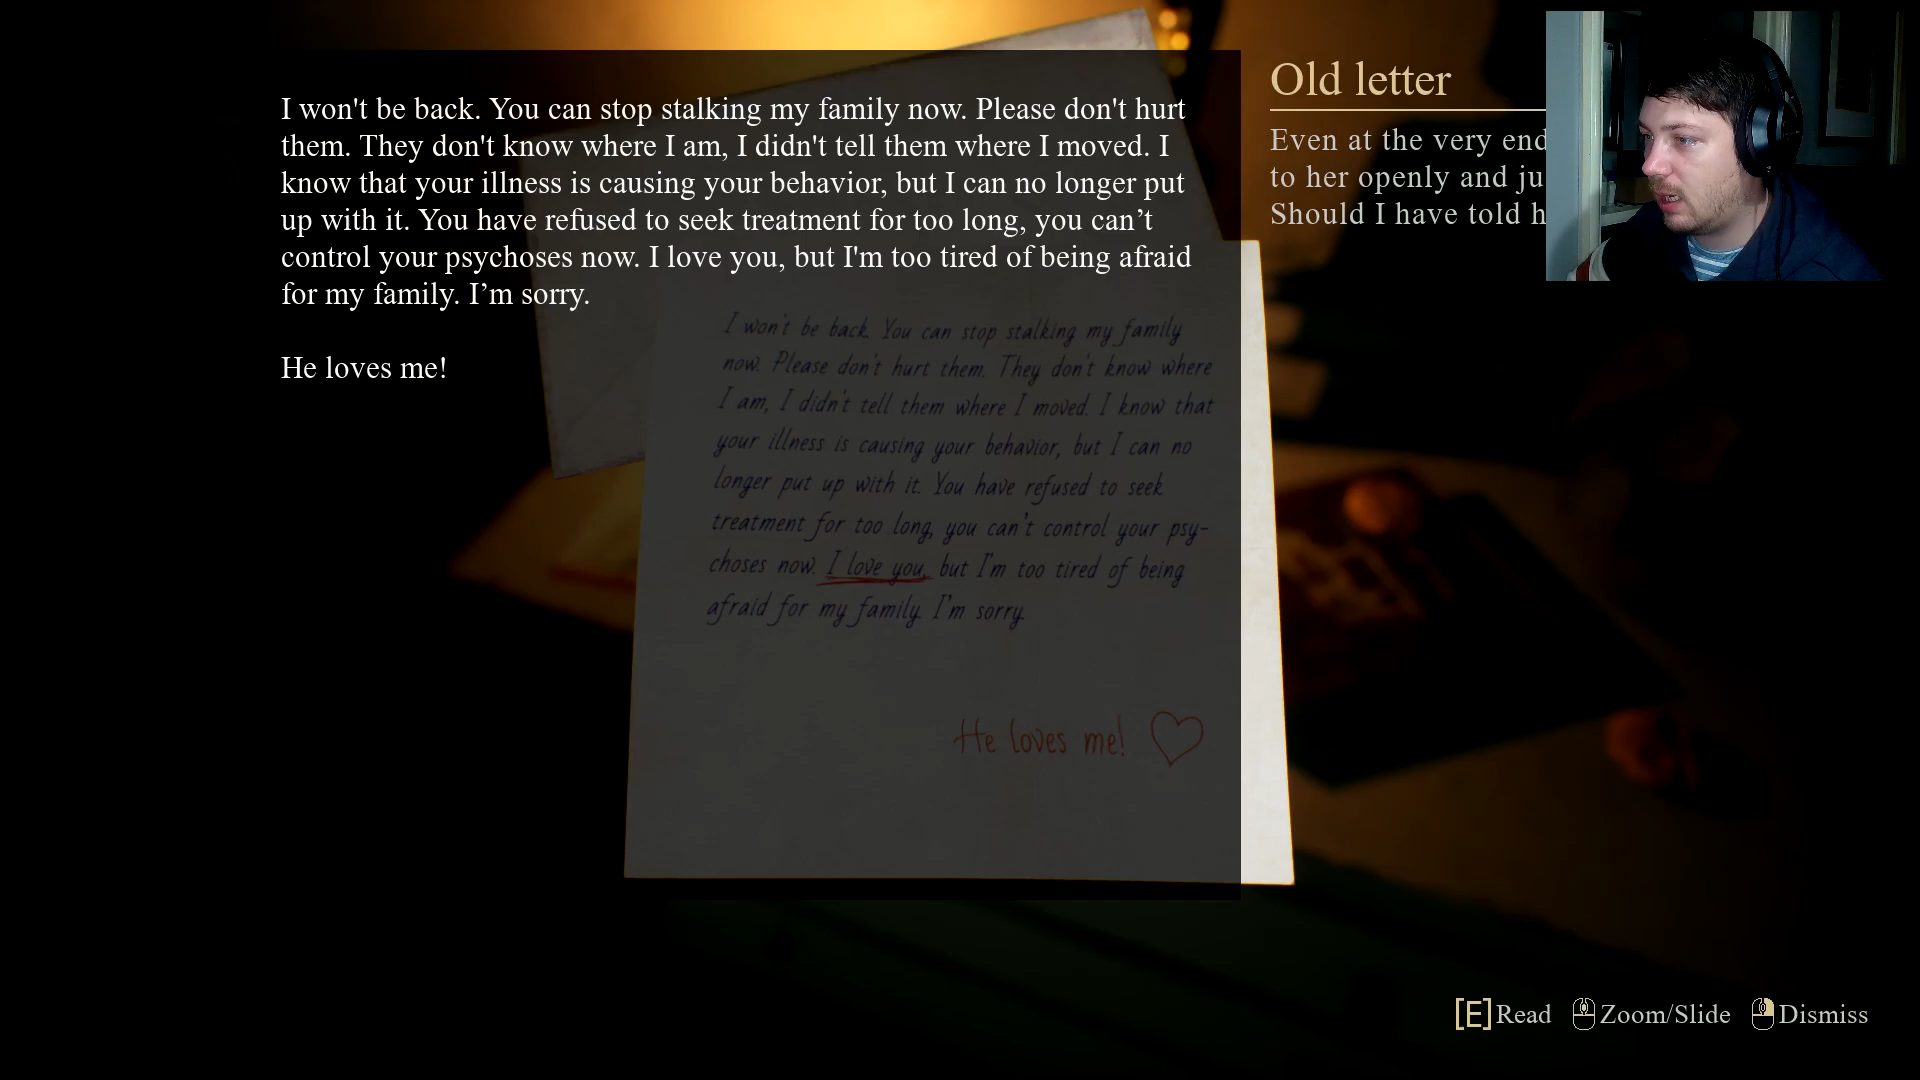 I won't be back. You can stop stalking my family now. Please don't hurt
them. They don't know where I am, I didn't tell them where I moved. I
know that your illness is causing your behavior, but I can no longer put
up with it. You have refused to seek treatment for too long, you can’t
control your psychoses now. I love you, but I'm too tired of being afraid
for my family. I’m sorry.
He loves me!
Old letter
Even at the very end
to her openly and ju
Should I have told h
I won't be back. You can stop stalking my family
now. Please don't hurt them. They don't know where
I am, I didn't tell them where I moved. I know that
your illness is causing your behavior, but I can no
longer put up with it. You have refused to seek
treatment for too long, you can’t control your psy-
choses now. I love you, but I'm too tired of being
afraid for my family. I’m sorry.
He loves me!
[E] Read Zoom/Slide Dismiss